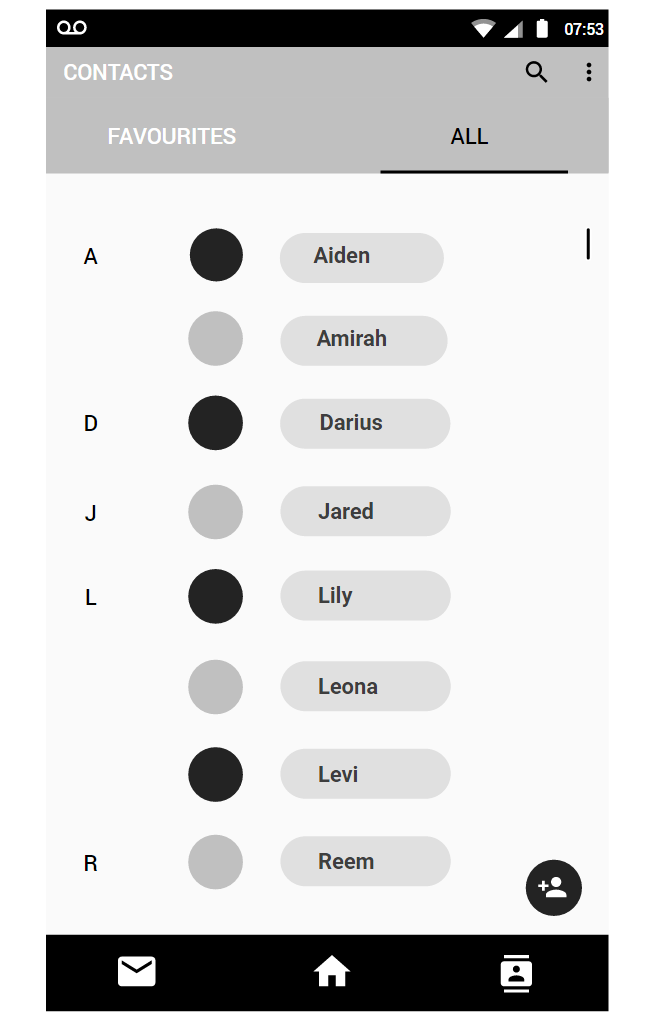 07:53
CONTACTS
FAVOURITES ALL
A Aiden
Amirah
D Darius
J Jared
L Lily
Leona
Levi
R Reem